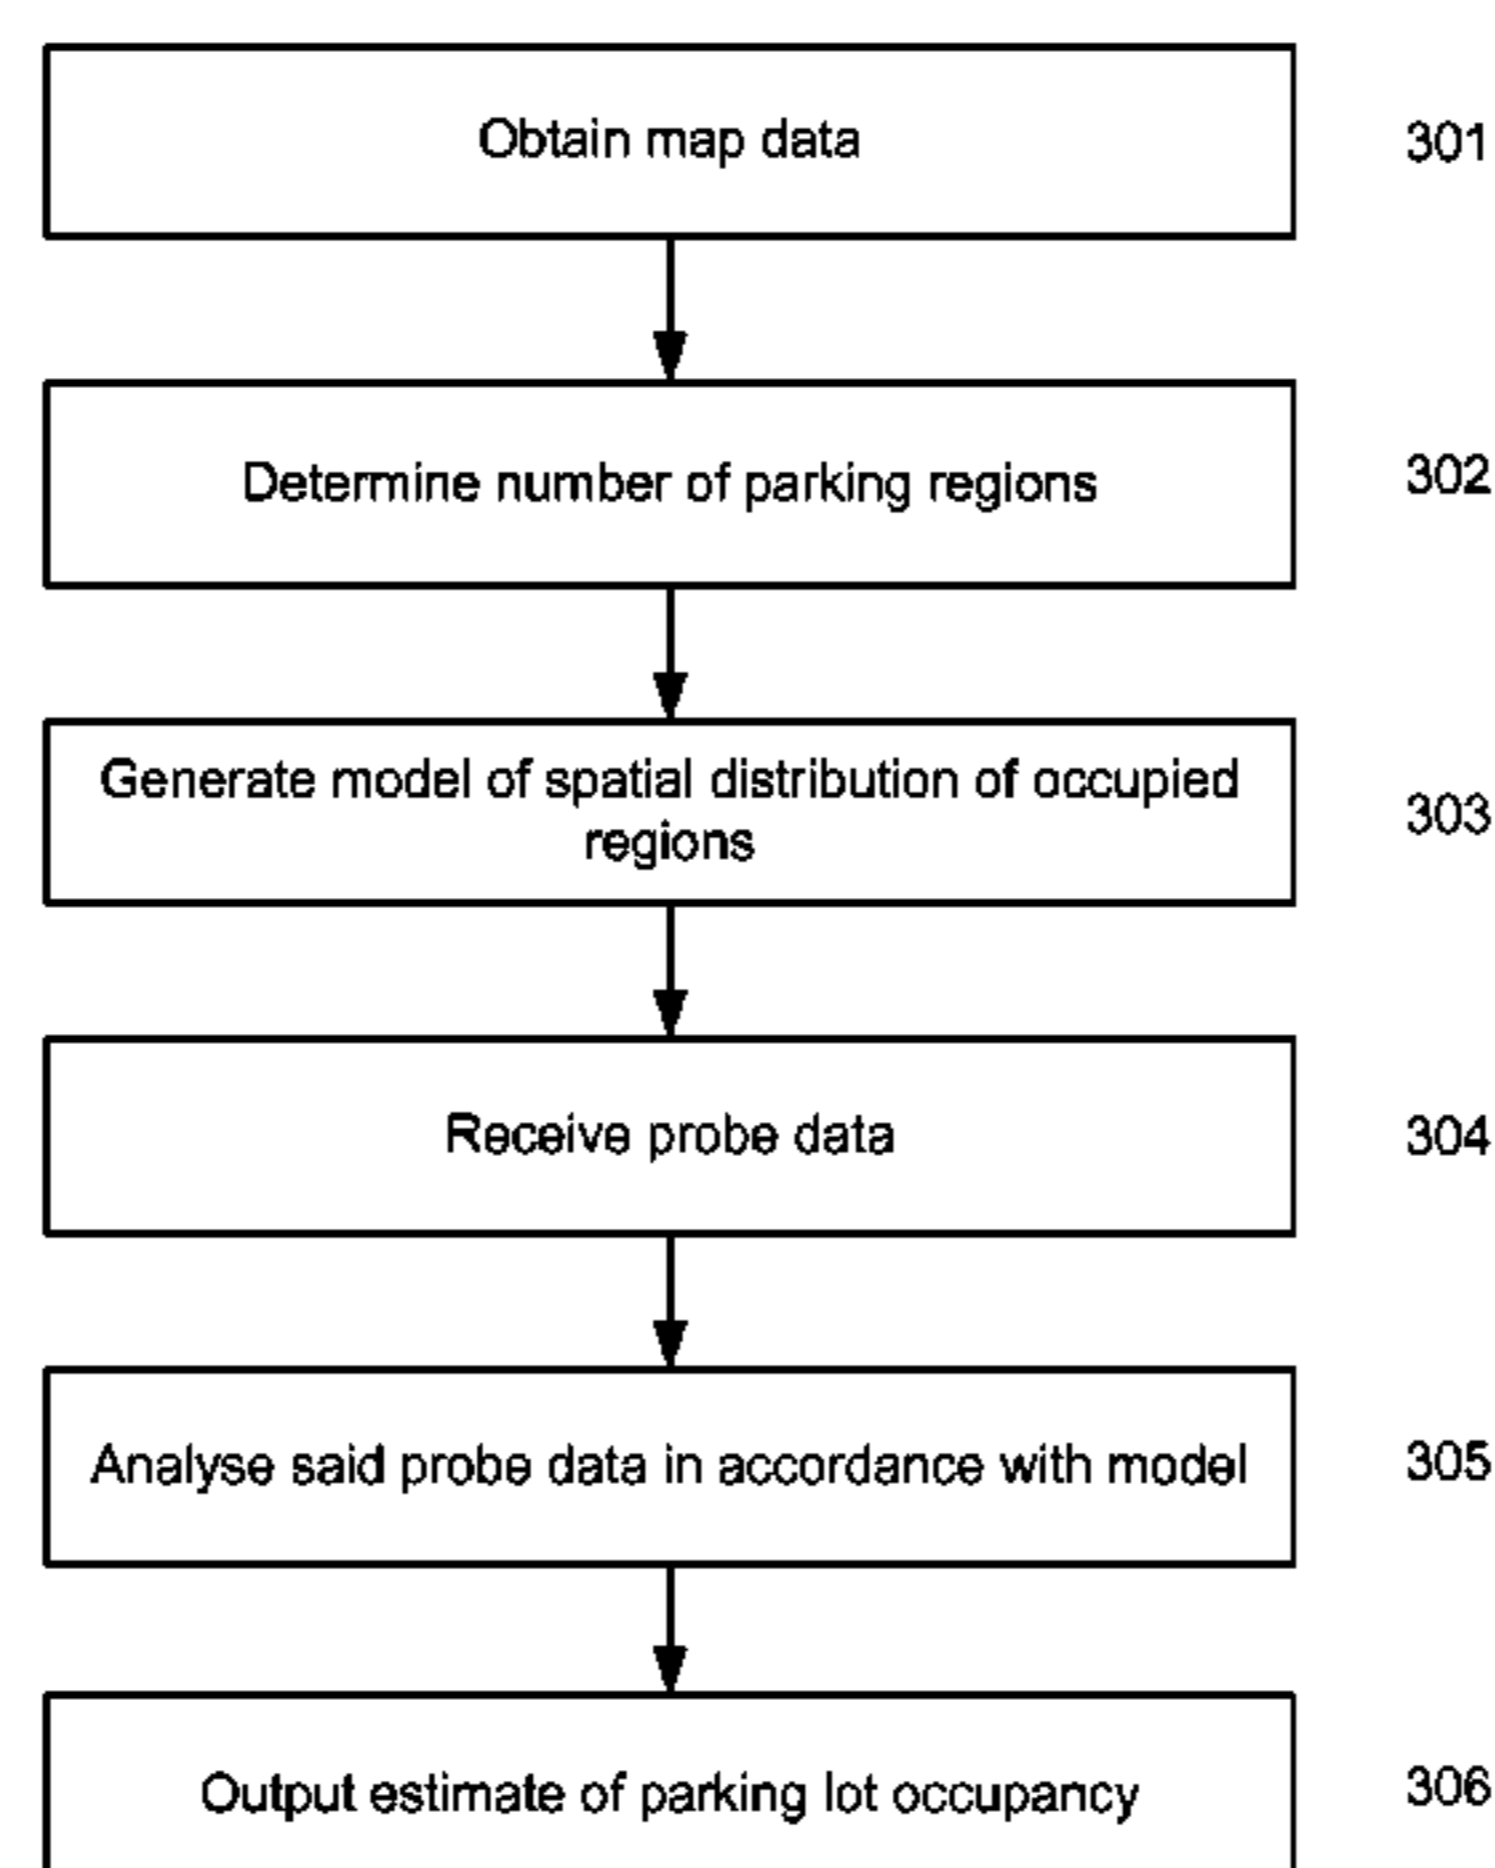 Obtain map data
301
Determine number of parking regions
302
Generate model of spatial distribution of occupied
regions
303
Receive probe data
304
Analyse said probe data in accordance with model
305
Output estimate of parking lot occupancy
306